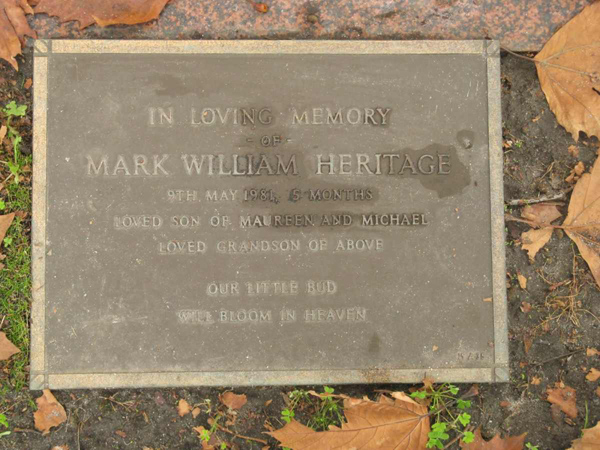 IN LOVING MEMORY
- OF -
MARK WILLIAM HERITAGE
9TH MAY 1981, 5 MONTHS
LOVED SON OF MAUREEN AND MICHAEL
LOVED GRANDSON OF ABOVE
OUR LITTLE BUD
WILL BLOOM IN HEAVEN